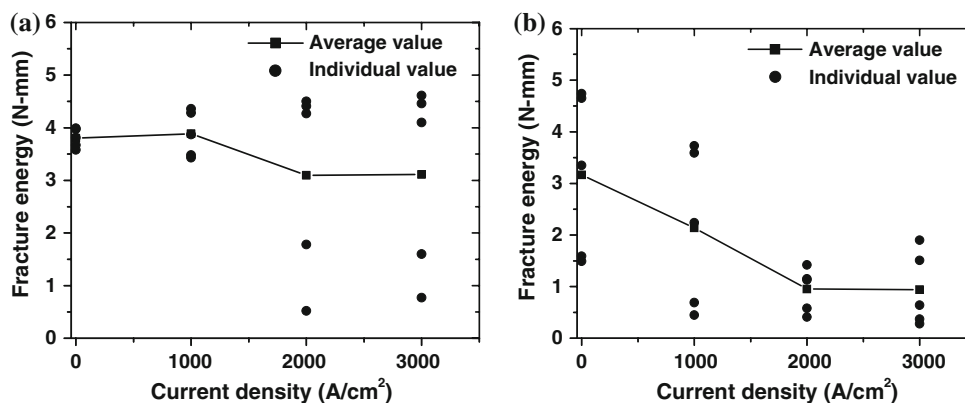 (a)
6
5
4
3
2
1
0
Fracture energy (N-mm)
Average value
Individual value
0 1000 2000 3000
Current density (A/cm²)
(b)
6
5
4
3
2
1
0
Fracture energy (N-mm)
Average value
Individual value
0 1000 2000 3000
Current density (A/cm²)